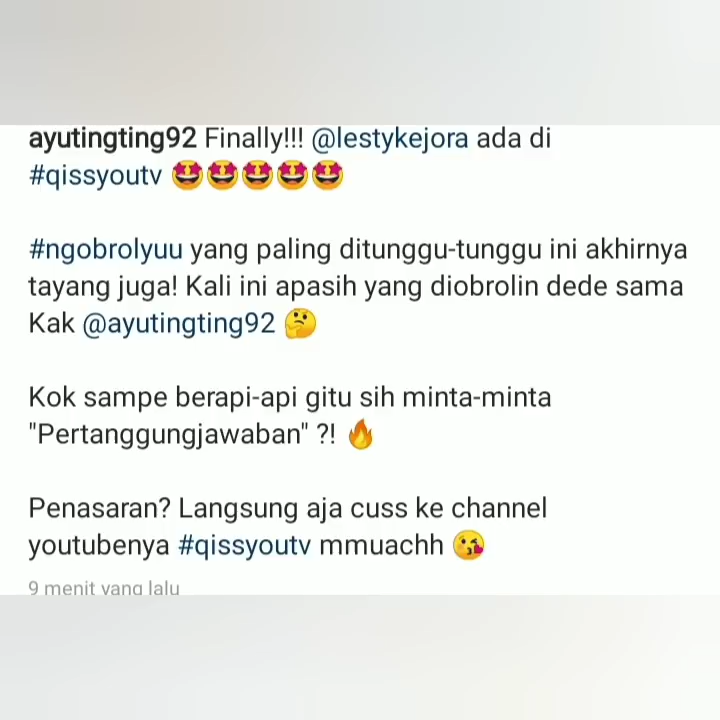 ayutingting92 Finally!!! @lestykejora ada di
#qissyoutv 🤩🤩🤩🤩🤩
#ngobrolyuu yang paling ditunggu-tunggu ini akhirnya
tayang juga! Kali ini apasih yang diobrolin dede sama
Kak @ayutingting92 🤔
Kok sampe berapi-api gitu sih minta-minta
"Pertanggungjawaban" ?! 🔥
Penasaran? Langsung aja cuss ke channel
youtubenya #qissyoutv mmuachh 😘
9 menit yang lalu